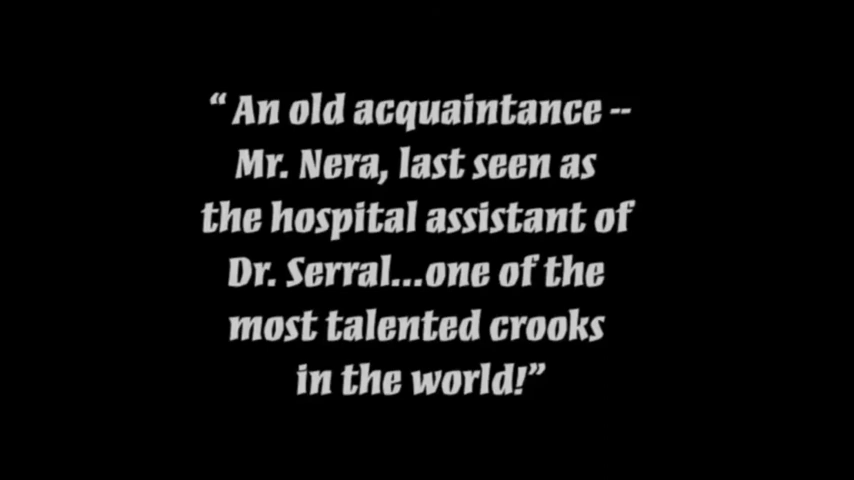 “ An old acquaintance --
Mr. Nera, last seen as
the hospital assistant of
Dr. Serral...one of the
most talented crooks
in the world!”